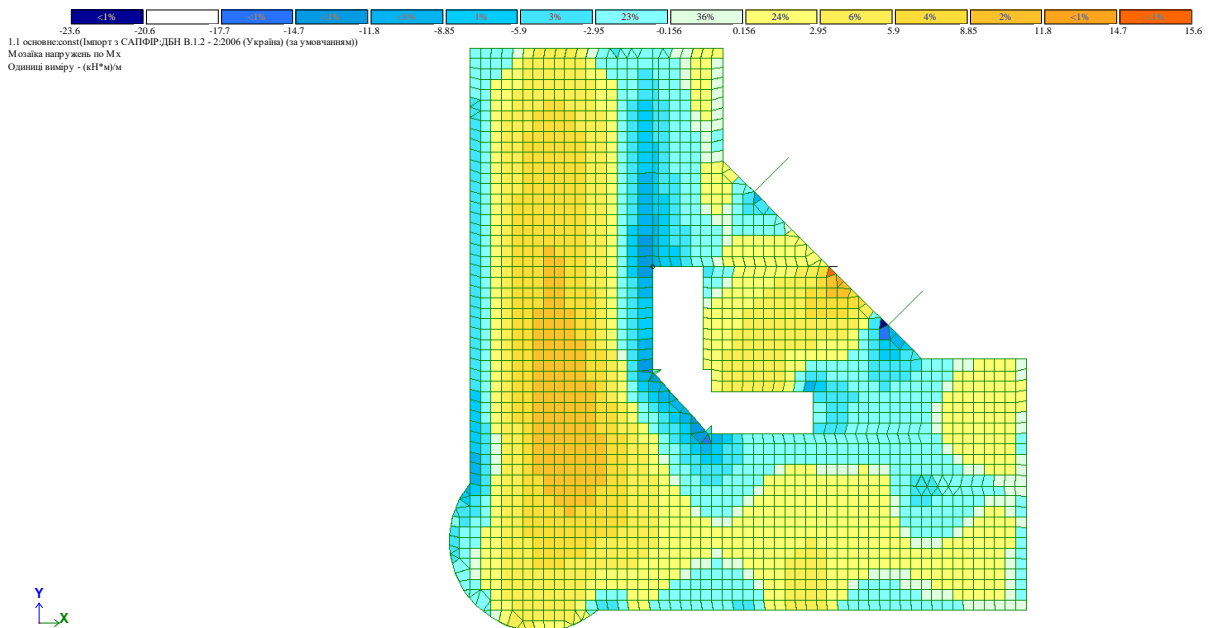 <1% <1% <1% <1% <1% 1% 3% 23% 36% 24% 6% 4% 2% <1% <1%
-23.6 -20.6 -17.7 -14.7 -11.8 -8.85 -5.9 -2.95 -0.156 0.156 2.95 5.9 8.85 11.8 14.7 15.6
1.1 основне:const(Імпорт з САПФІР:ДБН В.1.2 - 2:2006 (Україна) (за умовчанням))
Мозаїка напружень по Mx
Одиниці виміру - (кН*м)/м
Y
X